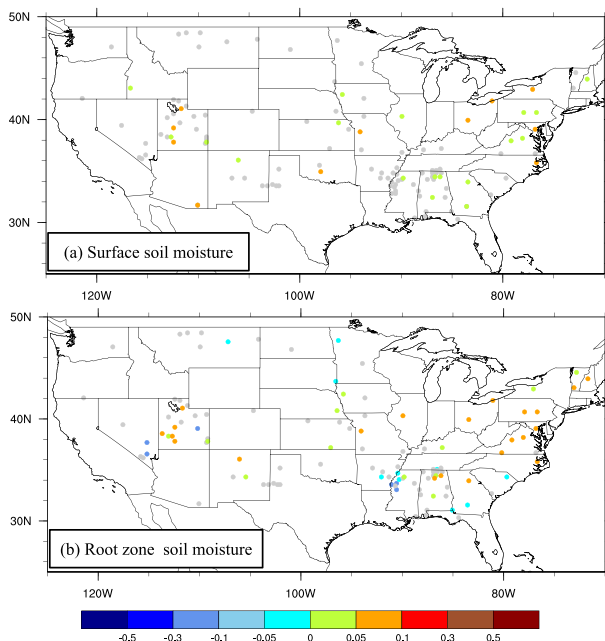 50N
40N
30N
(a) Surface soil moisture
120W 100W 80W
50N
40N
30N
(b) Root zone soil moisture
120W 100W 80W
-0.5 -0.3 -0.1 -0.05 0 0.05 0.1 0.3 0.5